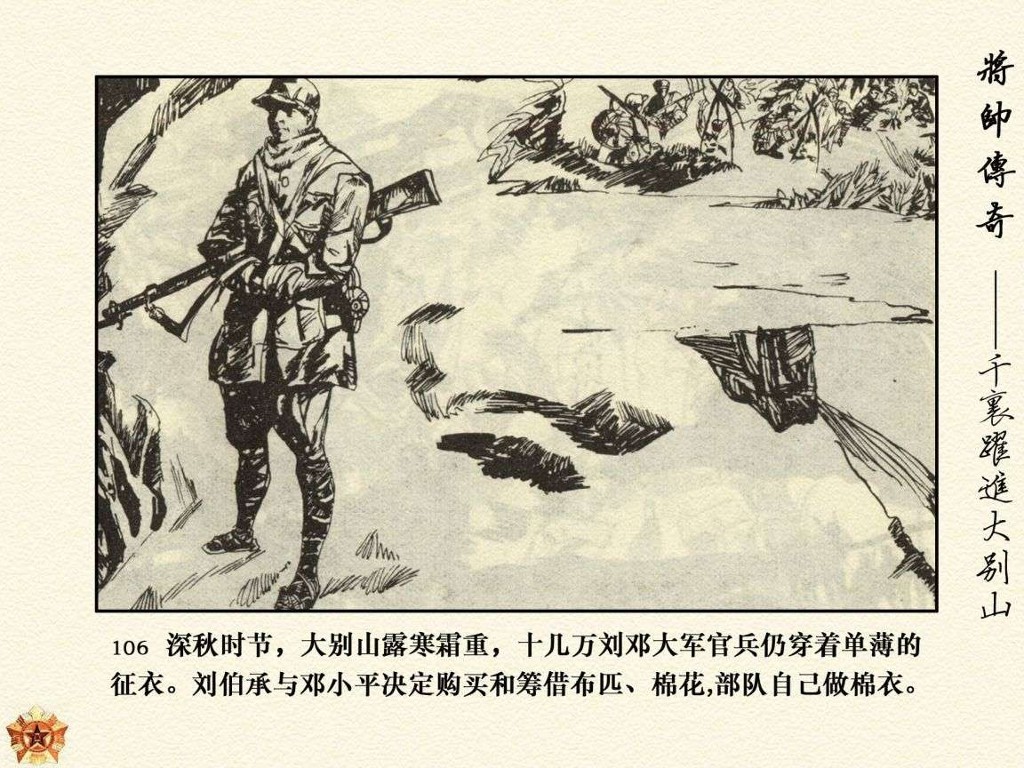 將帥傳奇 ——千裏躍進大别山
106 深秋时节，大别山露寒霜重，十几万刘邓大军官兵仍穿着单薄的
征衣。刘伯承与邓小平决定购买和筹借布匹、棉花,部队自己做棉衣。